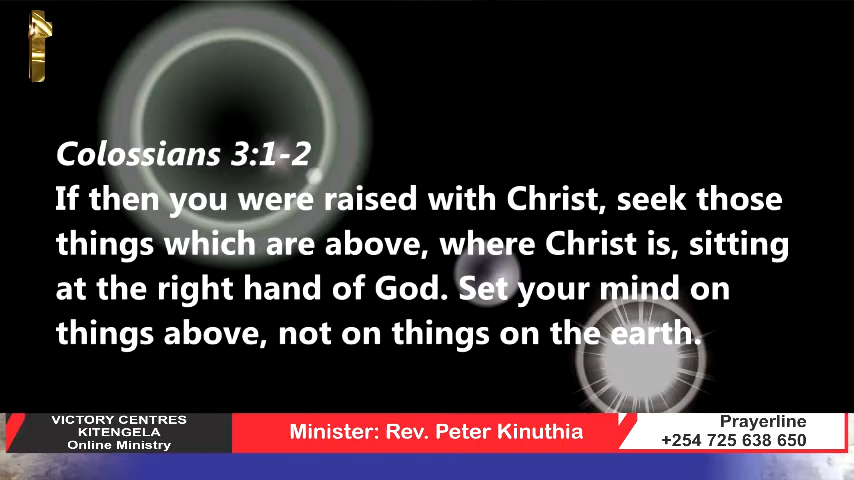 Colossians 3:1-2
If then you were raised with Christ, seek those
things which are above, where Christ is, sitting
at the right hand of God. Set your mind on
things above, not on things on the earth.
VICTORY CENTRES
KITENGELA
Online Ministry
Minister: Rev. Peter Kinuthia
Prayerline
+254 725 638 650